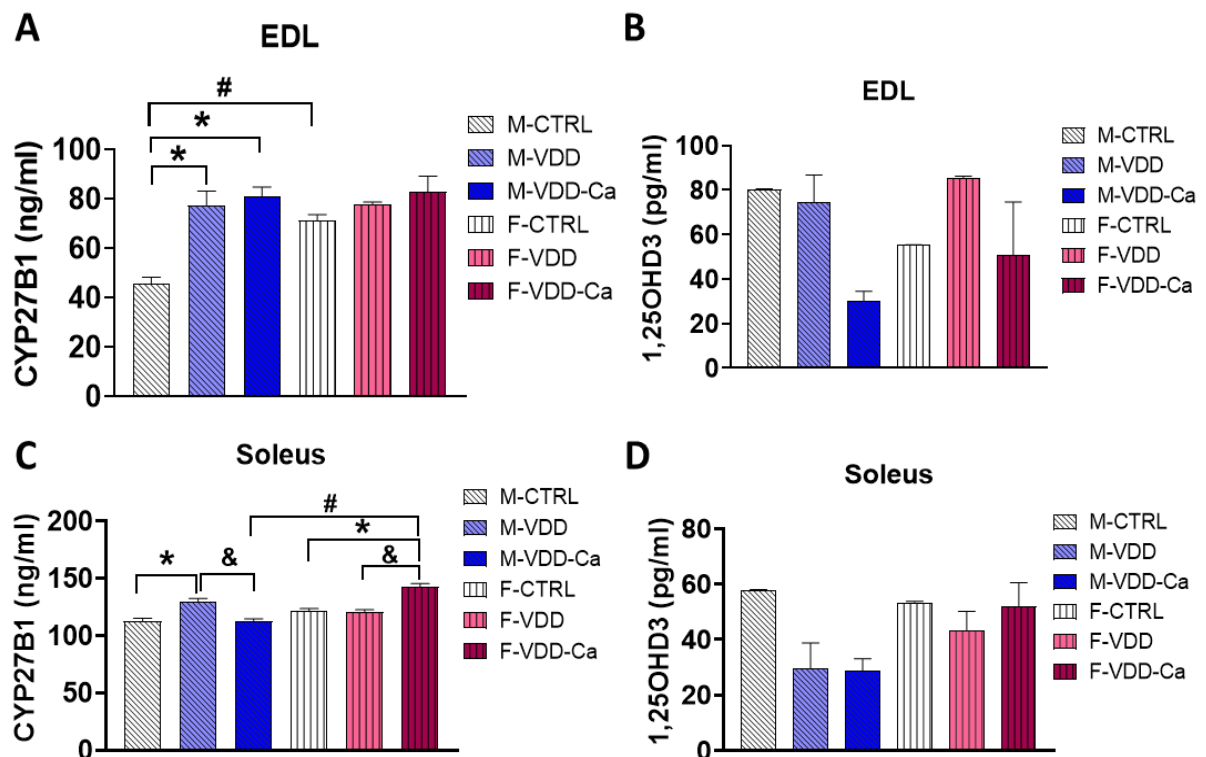 A
EDL
#
*
*
CYP27B1 (ng/ml)
100
80
60
40
20
0
M-CTRL
M-VDD
M-VDD-Ca
F-CTRL
F-VDD
F-VDD-Ca
B
EDL
1,25OHD3 (pg/ml)
100
80
60
40
20
0
M-CTRL
M-VDD
M-VDD-Ca
F-CTRL
F-VDD
F-VDD-Ca
C
Soleus
#
*
*
&
&
CYP27B1 (ng/ml)
200
150
100
50
0
M-CTRL
M-VDD
M-VDD-Ca
F-CTRL
F-VDD
F-VDD-Ca
D
Soleus
1,25OHD3 (pg/ml)
80
60
40
20
0
M-CTRL
M-VDD
M-VDD-Ca
F-CTRL
F-VDD
F-VDD-Ca